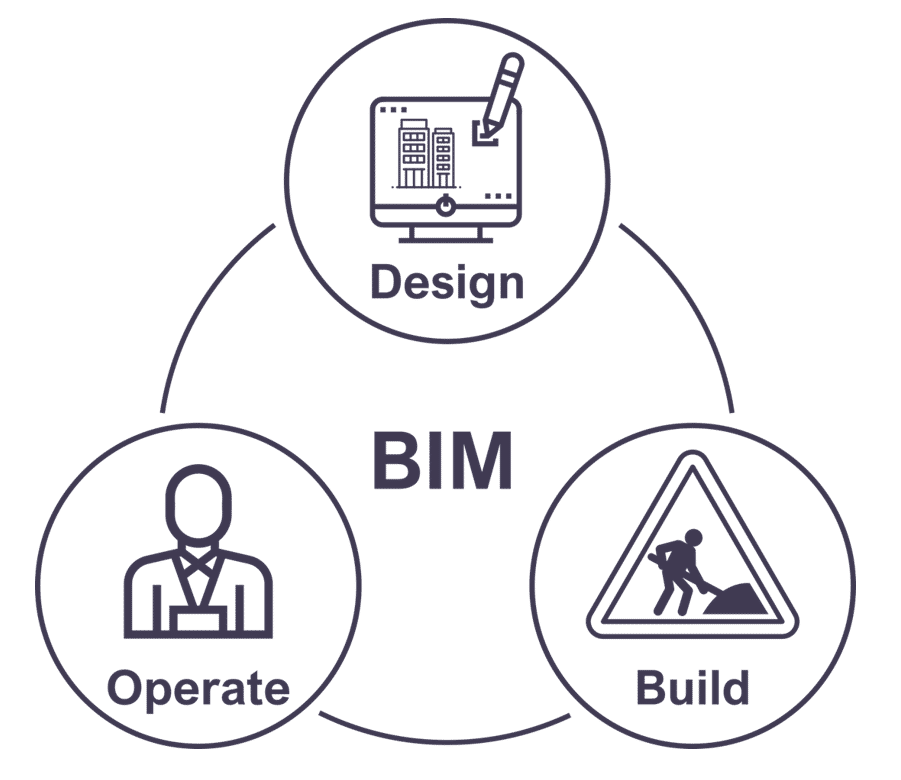 Design
BIM
Operate
Build